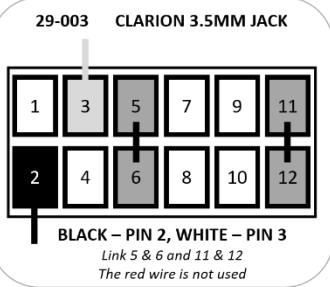 29-003 CLARION 3.5MM JACK
1 3 5 7 9 11
2 4 6 8 10 12
BLACK – PIN 2, WHITE – PIN 3
Link 5 & 6 and 11 & 12
The red wire is not used